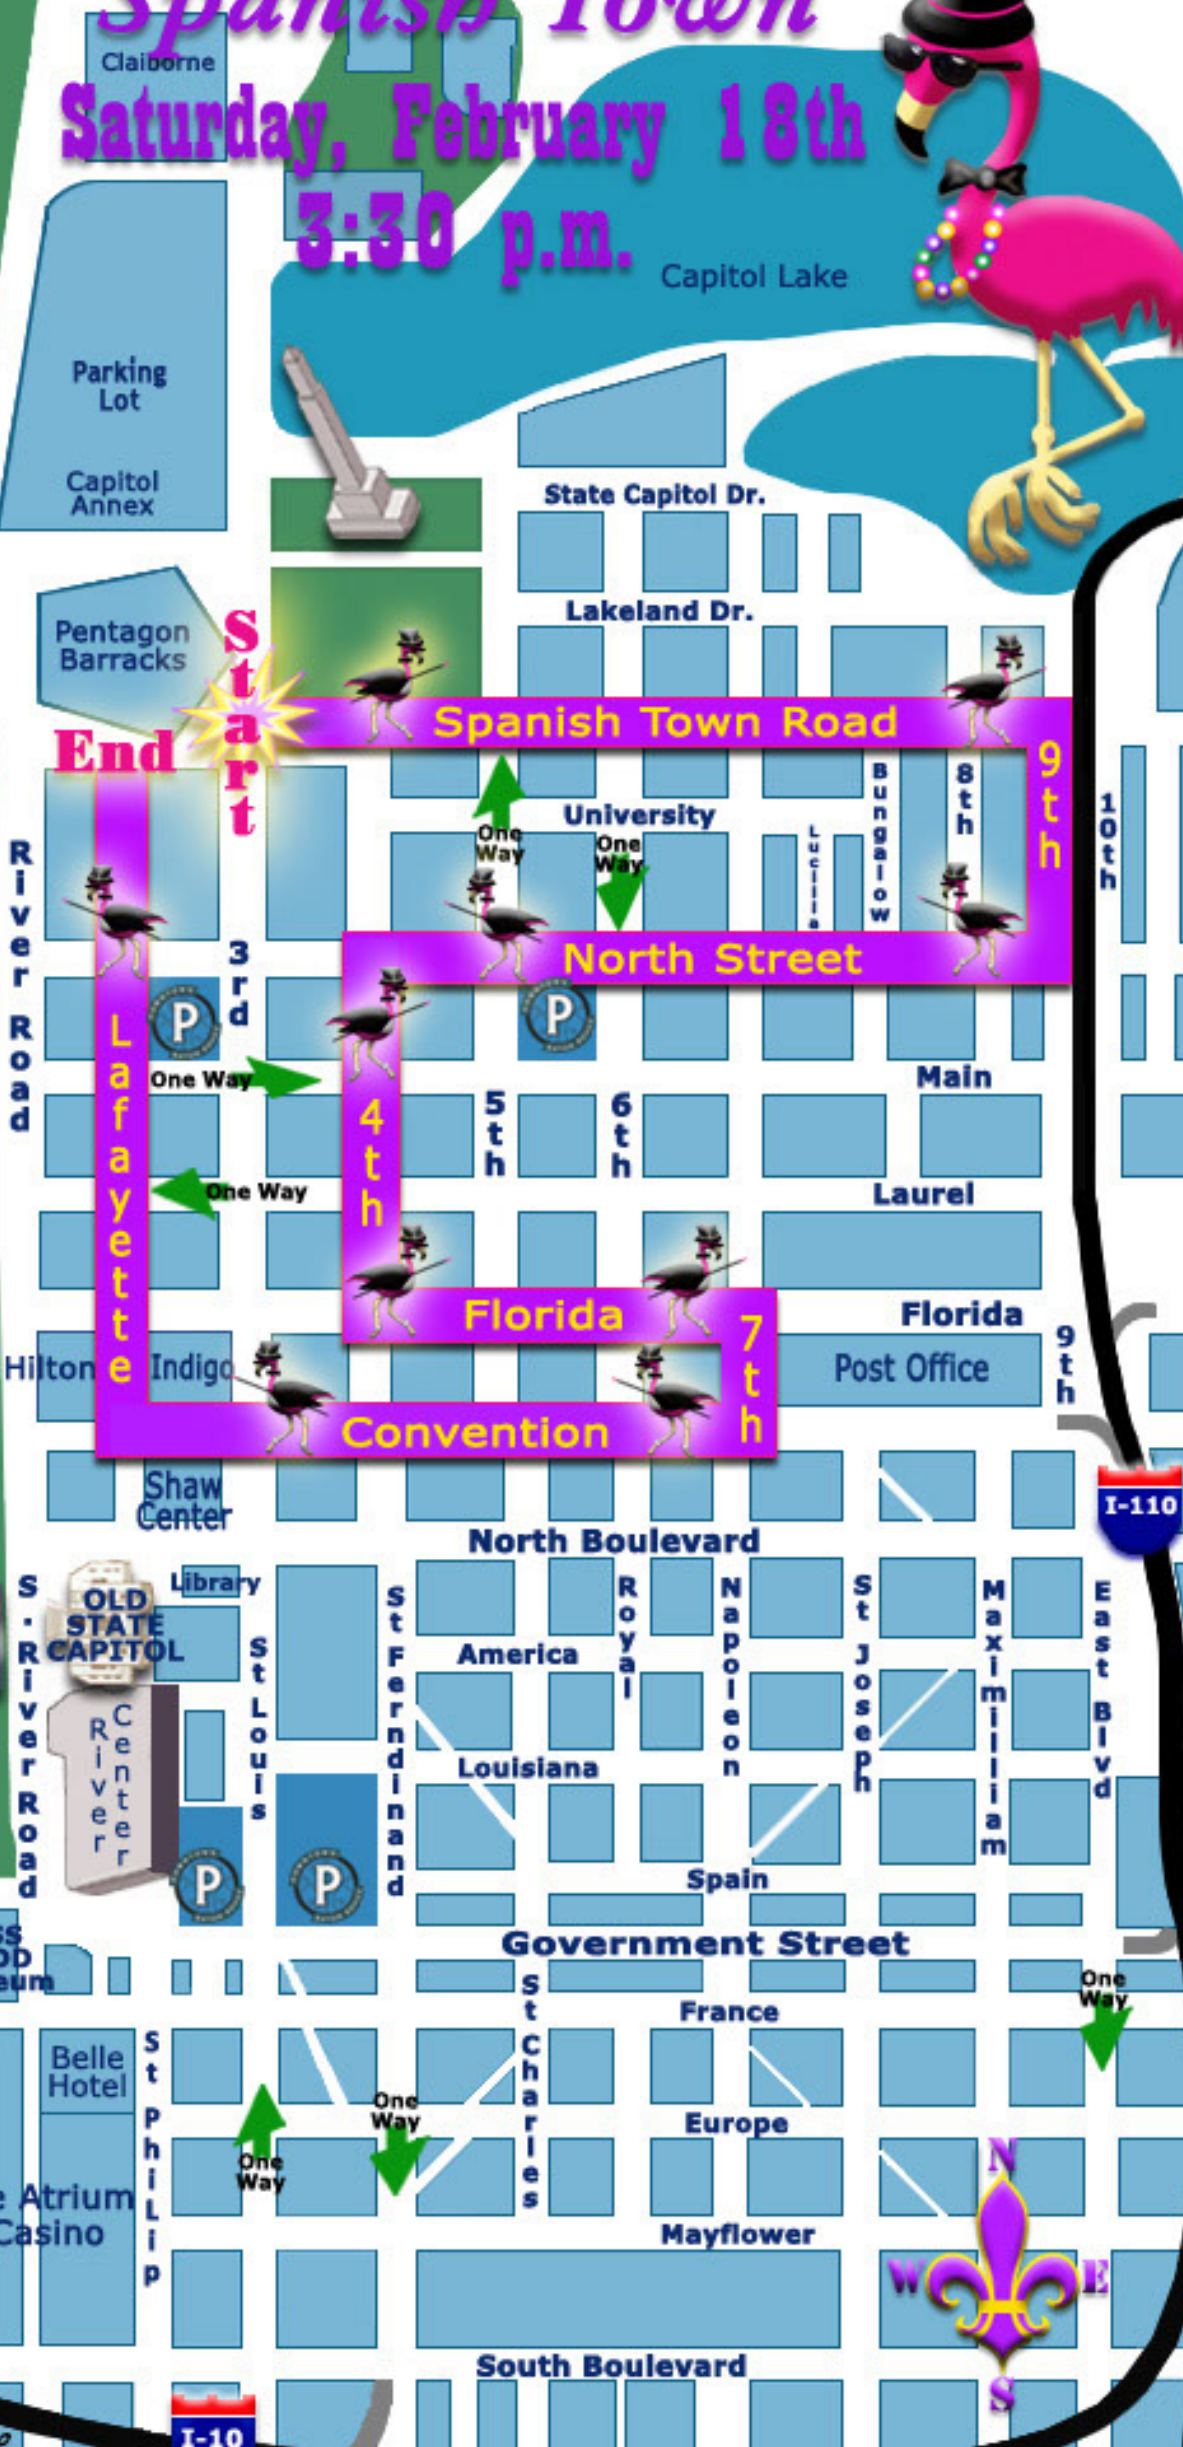 Spanish Town
Claiborne
Saturday, February 18th
3:30 p.m.
Capitol Lake
Parking
Lot
Capitol
Annex
State Capitol Dr.
Lakeland Dr.
Pentagon
Barracks
Start
End
Spanish Town Road
9th
Bungalow
8th
University
10th
One
Way
One
Way
Lucilla
River Road
3rd
North Street
P
P
Lafayette
One Way
Main
4th
5th
6th
One Way
Laurel
Florida
Florida
7th
9th
Hilton
Indigo
Post Office
Convention
Shaw
Center
I-110
North Boulevard
S. River Road
OLD
STATE
CAPITOL
Library
St Louis
St Ferndinand
Royal
Napoleon
St Joseph
Maximilliam
East Blvd
America
River
Center
Louisiana
P
P
Spain
Government Street
ss
OD
eum
St Charles
France
One
Way
Belle
Hotel
St PhiLip
One
Way
One
Way
Europe
N
e Atrium
Casino
Mayflower
W
E
South Boulevard
S
I-10